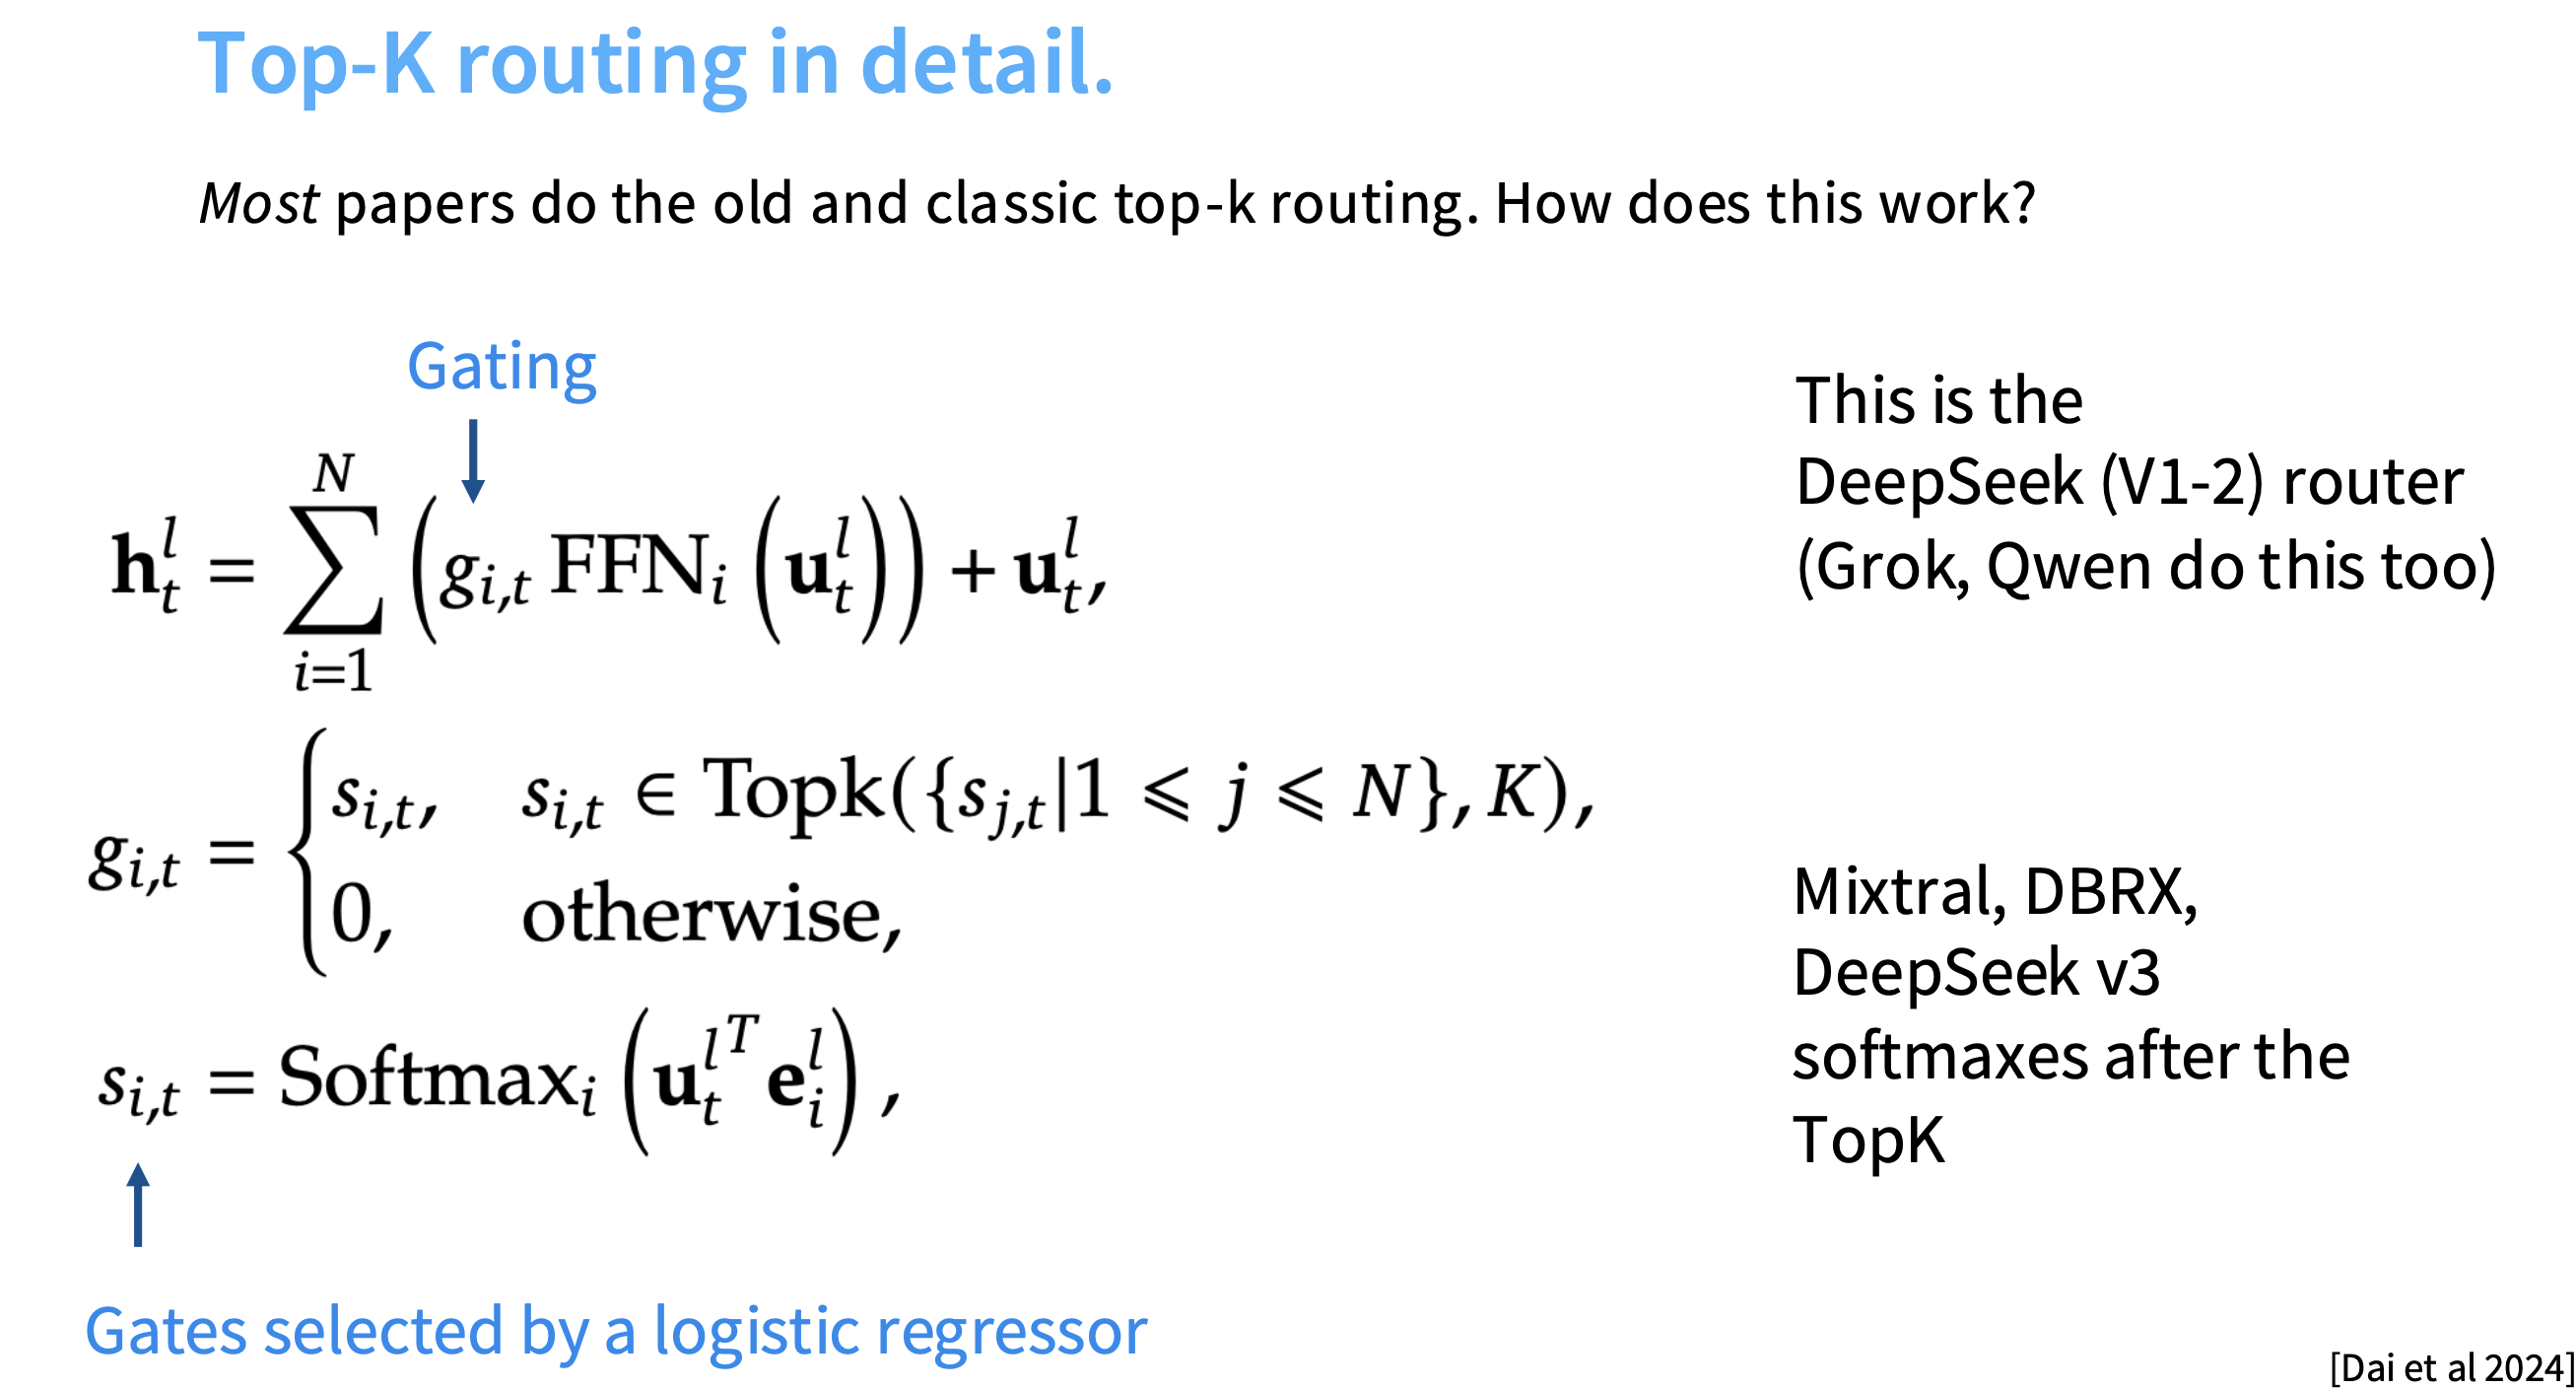 Top-K routing in detail.
Most papers do the old and classic top-k routing. How does this work?
Gating
$\mathbf{h}_t^l = \sum_{i=1}^{N} \left( g_{i,t} \, \text{FFN}_i \left( \mathbf{u}_t^l \right) \right) + \mathbf{u}_t^l,$
$g_{i,t} = \begin{cases} s_{i,t}, & s_{i,t} \in \text{Topk}(\{s_{j,t} | 1 \leqslant j \leqslant N\}, K), \\ 0, & \text{otherwise}, \end{cases}$
$s_{i,t} = \text{Softmax}_i \left( {\mathbf{u}_t^l}^T \mathbf{e}_i^l \right),$
Gates selected by a logistic regressor
This is the
DeepSeek (V1-2) router
(Grok, Qwen do this too)
Mixtral, DBRX,
DeepSeek v3
softmaxes after the
TopK
[Dai et al 2024]